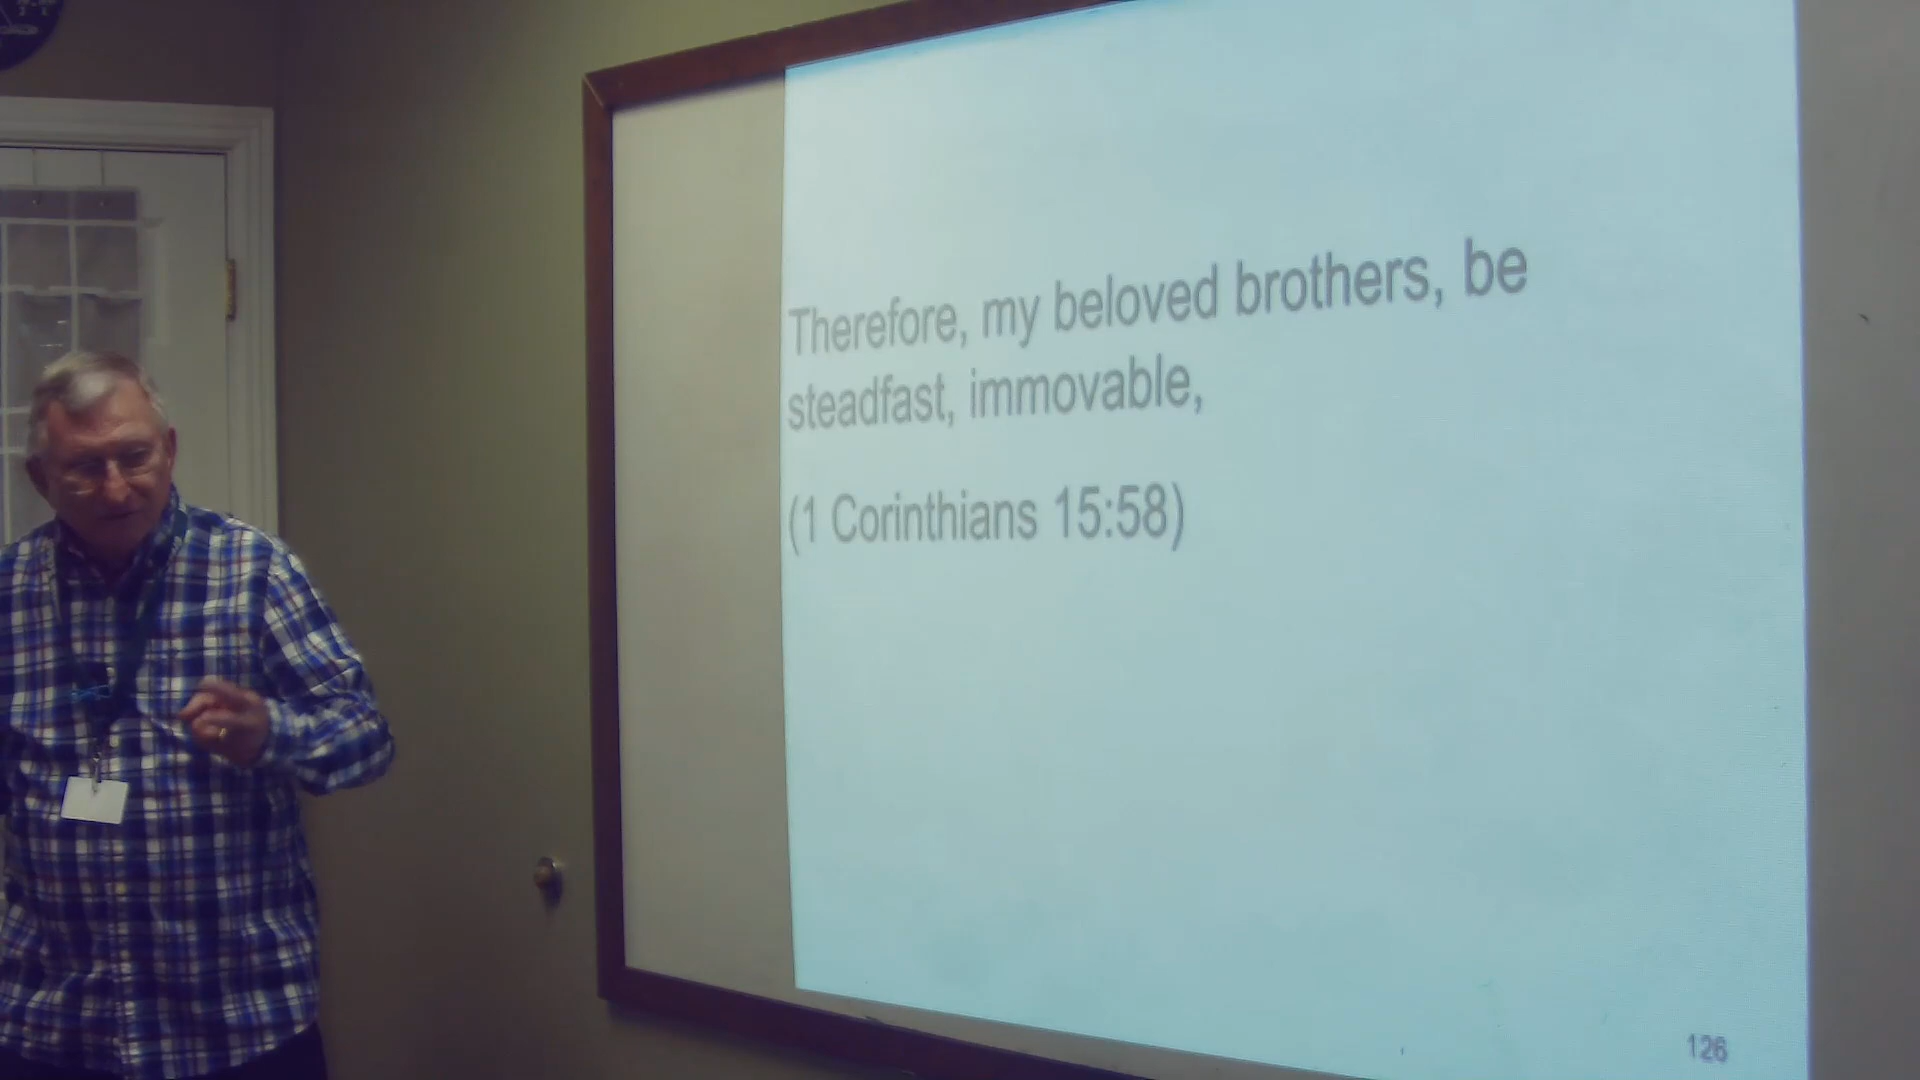 Therefore, my beloved brothers, be
steadfast, immovable,
(1 Corinthians 15:58)
126